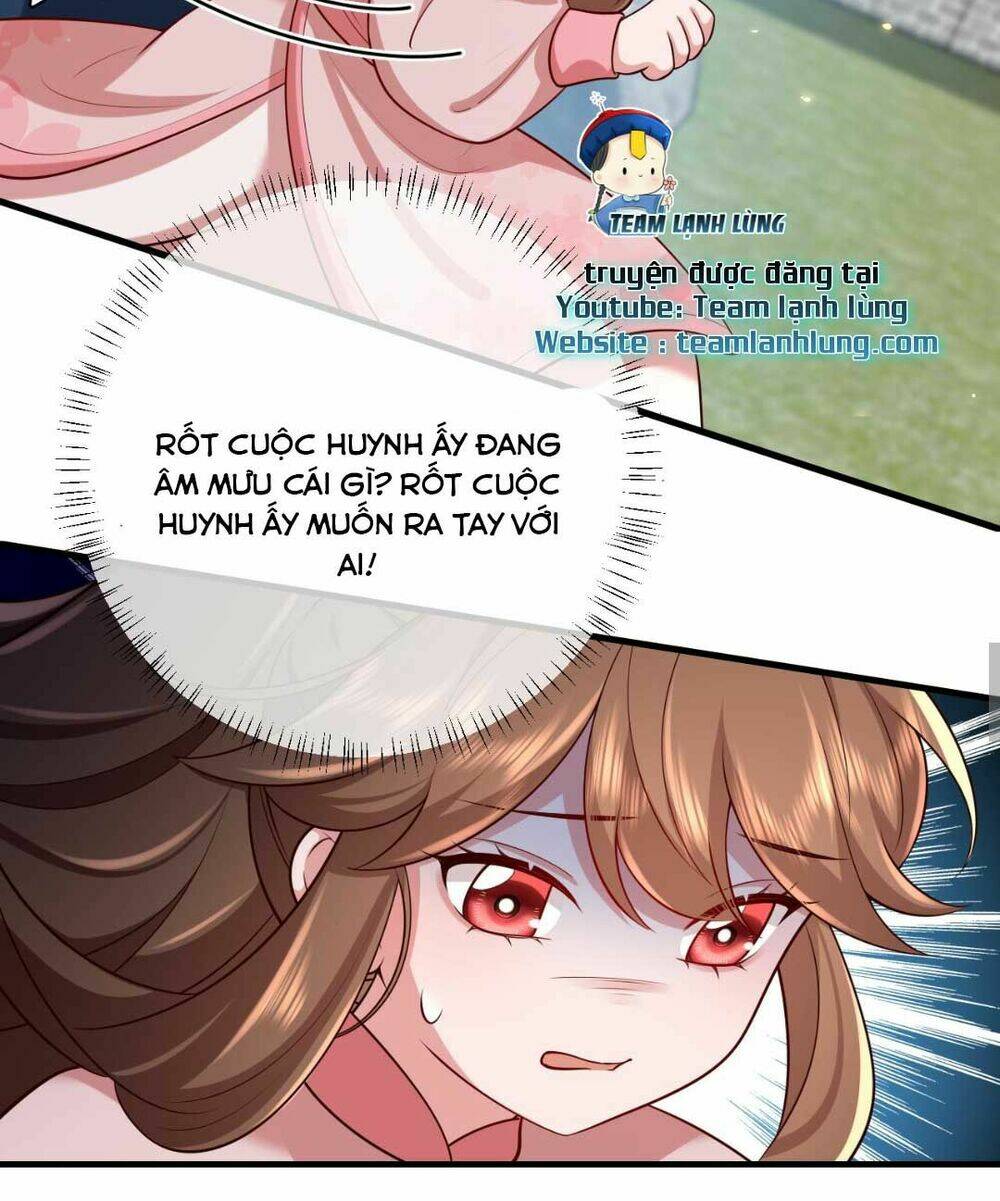 TEAM LẠNH LÙNG
truyện được đăng tại
Youtube: Team lạnh lùng
Website : teamlanhlung.com
RỐT CUỘC HUYNH ẤY ĐANG
ÂM MƯU CÁI GÌ? RỐT CUỘC
HUYNH ẤY MUỐN RA TAY VỚI
AI!